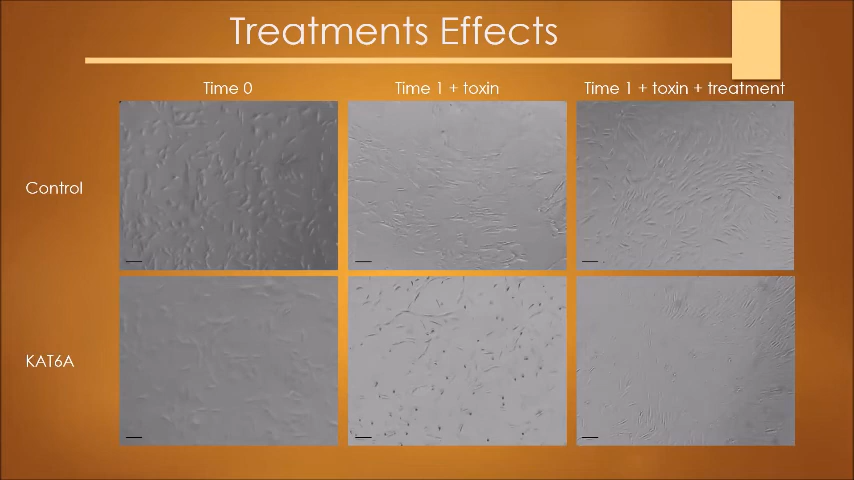 Treatments Effects
Time 0
Time 1 + toxin
Time 1 + toxin + treatment
Control
KAT6A